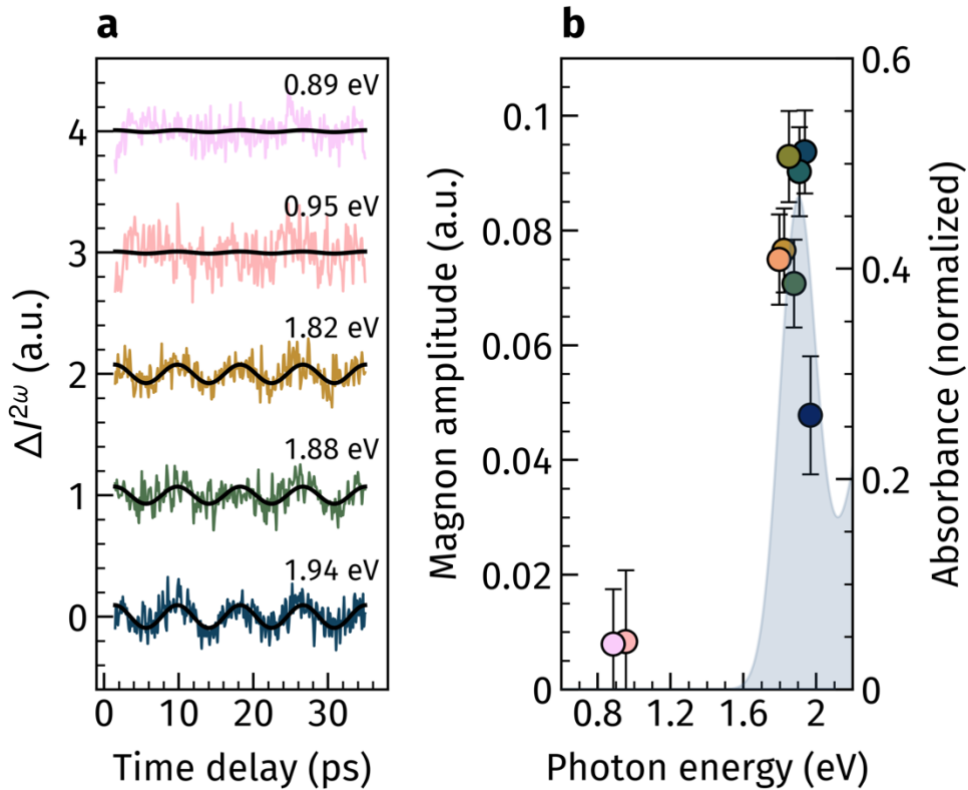 a
0.89 eV
0.95 eV
1.82 eV
1.88 eV
1.94 eV
4
3
2
1
0
ΔI²ω (a.u.)
0 10 20 30
Time delay (ps)
b
0.1
0.08
0.06
0.04
0.02
0
Magnon amplitude (a.u.)
0.6
0.4
0.2
0
Absorbance (normalized)
0.8 1.2 1.6 2
Photon energy (eV)